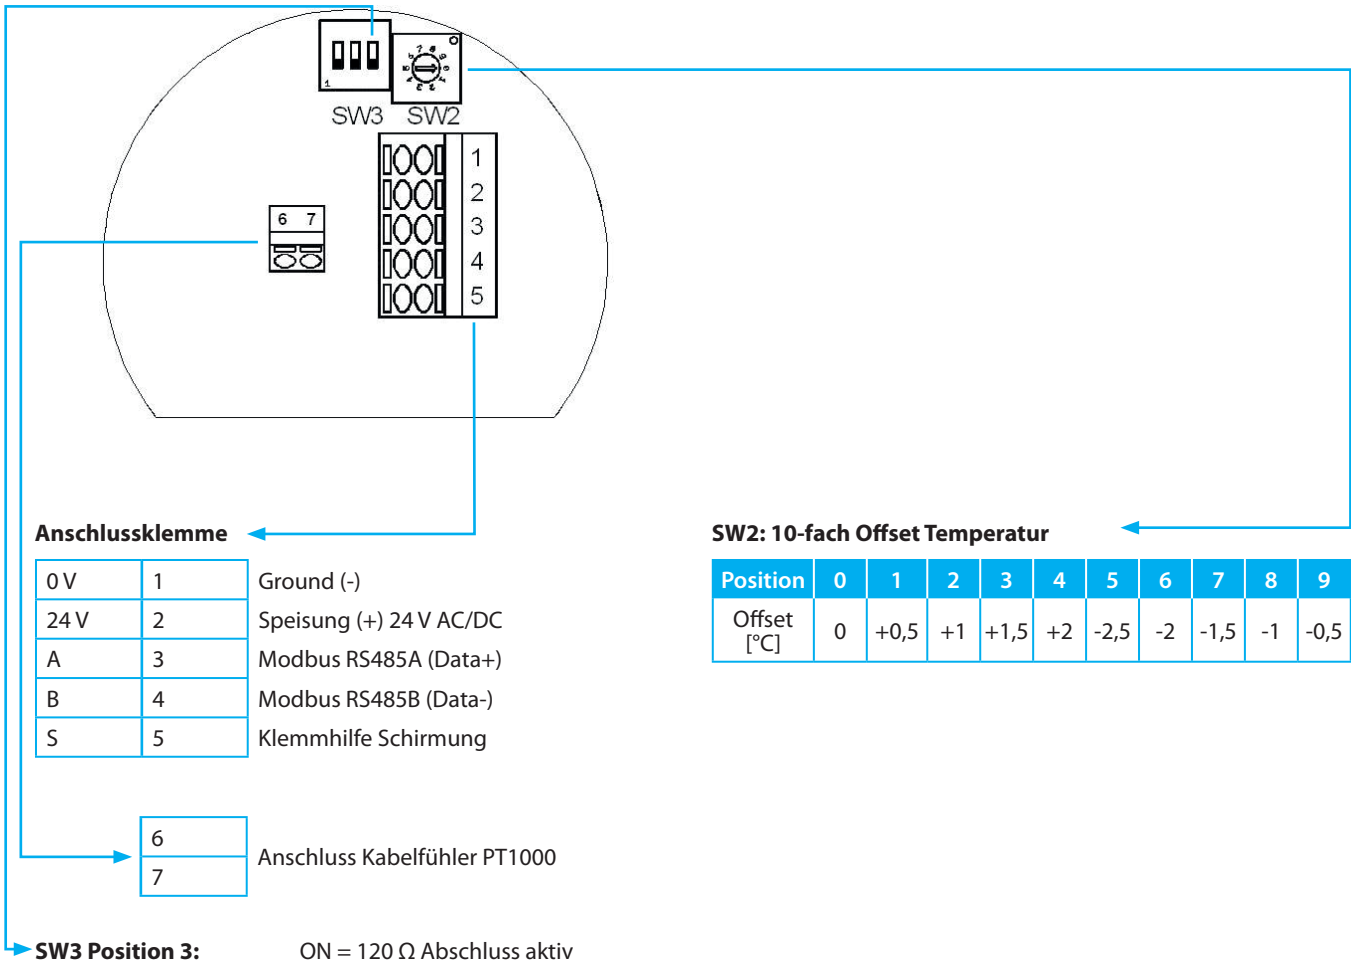 1
SW3 SW2
1
2
3
4
5
6 7
Anschlussklemme
0 V 1 Ground (-)
24 V 2 Speisung (+) 24 V AC/DC
A 3 Modbus RS485A (Data+)
B 4 Modbus RS485B (Data-)
S 5 Klemmhilfe Schirmung
6
Anschluss Kabelfühler PT1000
7
SW3 Position 3: ON = 120 Ω Abschluss aktiv
SW2: 10-fach Offset Temperatur
Position 0 1 2 3 4 5 6 7 8 9
Offset
[°C] 0 +0,5 +1 +1,5 +2 -2,5 -2 -1,5 -1 -0,5